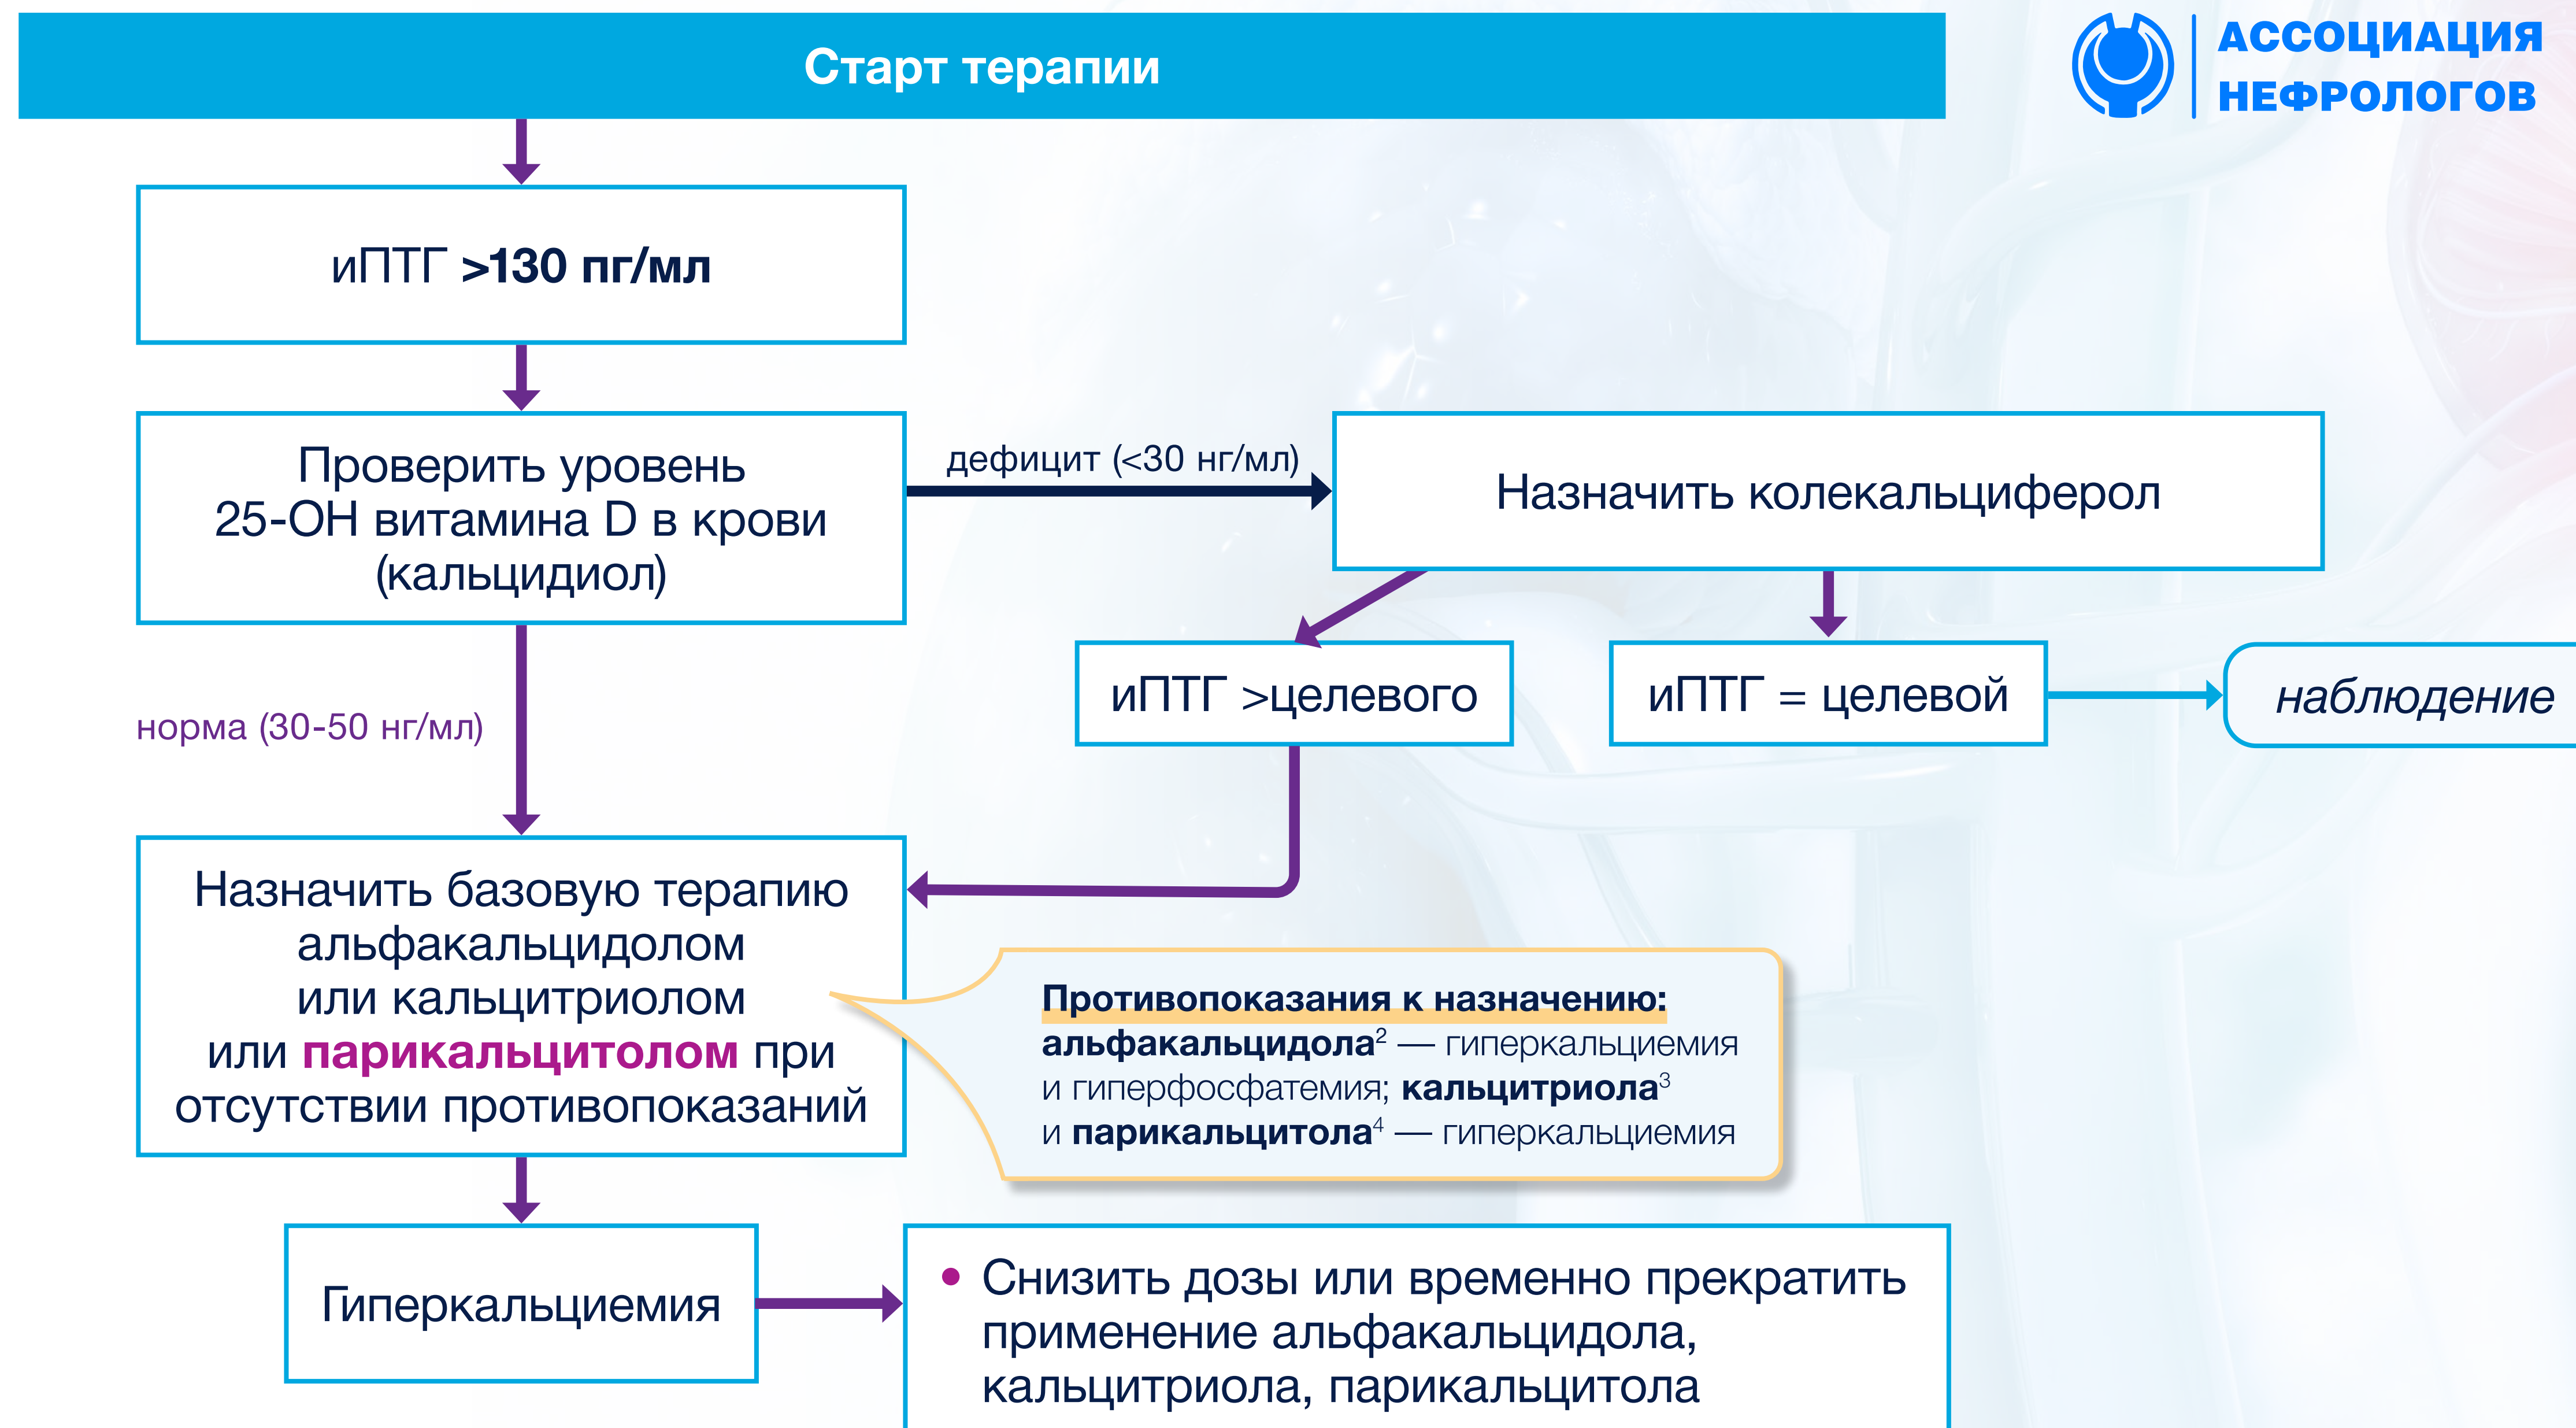 Старт терапии
АССОЦИАЦИЯ
НЕФРОЛОГОВ
иПТГ >130 пг/мл
Проверить уровень
25-ОН витамина D в крови
(кальцидиол)
дефицит (<30 нг/мл)
Назначить колекальциферол
иПТГ >целевого
иПТГ = целевой
наблюдение
норма (30-50 нг/мл)
Назначить базовую терапию
альфакальцидолом
или кальцитриолом
или парикальцитолом при
отсутствии противопоказаний
Противопоказания к назначению:
альфакальцидола² — гиперкальциемия
и гиперфосфатемия; кальцитриола³
и парикальцитола⁴ — гиперкальциемия
Гиперкальциемия
• Снизить дозы или временно прекратить
применение альфакальцидола,
кальцитриола, парикальцитола